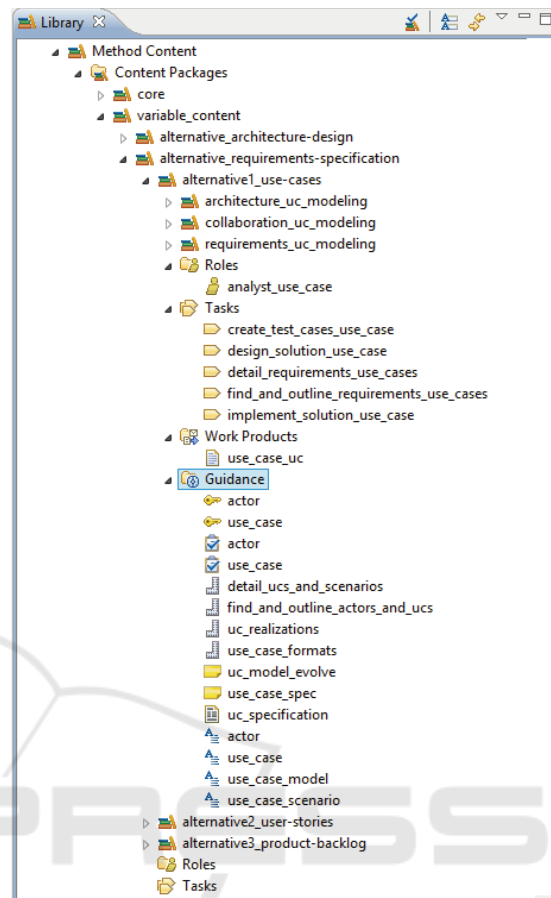 Library
Method Content
Content Packages
core
variable_content
alternative_architecture-design
alternative_requirements-specification
alternative1_use-cases
architecture_uc_modeling
collaboration_uc_modeling
requirements_uc_modeling
Roles
analyst_use_case
Tasks
create_test_cases_use_case
design_solution_use_case
detail_requirements_use_cases
find_and_outline_requirements_use_cases
implement_solution_use_case
Work Products
use_case_uc
Guidance
actor
use_case
actor
use_case
detail_ucs_and_scenarios
find_and_outline_actors_and_ucs
uc_realizations
use_case_formats
uc_model_evolve
use_case_spec
uc_specification
actor
use_case
use_case_model
use_case_scenario
alternative2_user-stories
alternative3_product-backlog
Roles
Tasks
PRESS